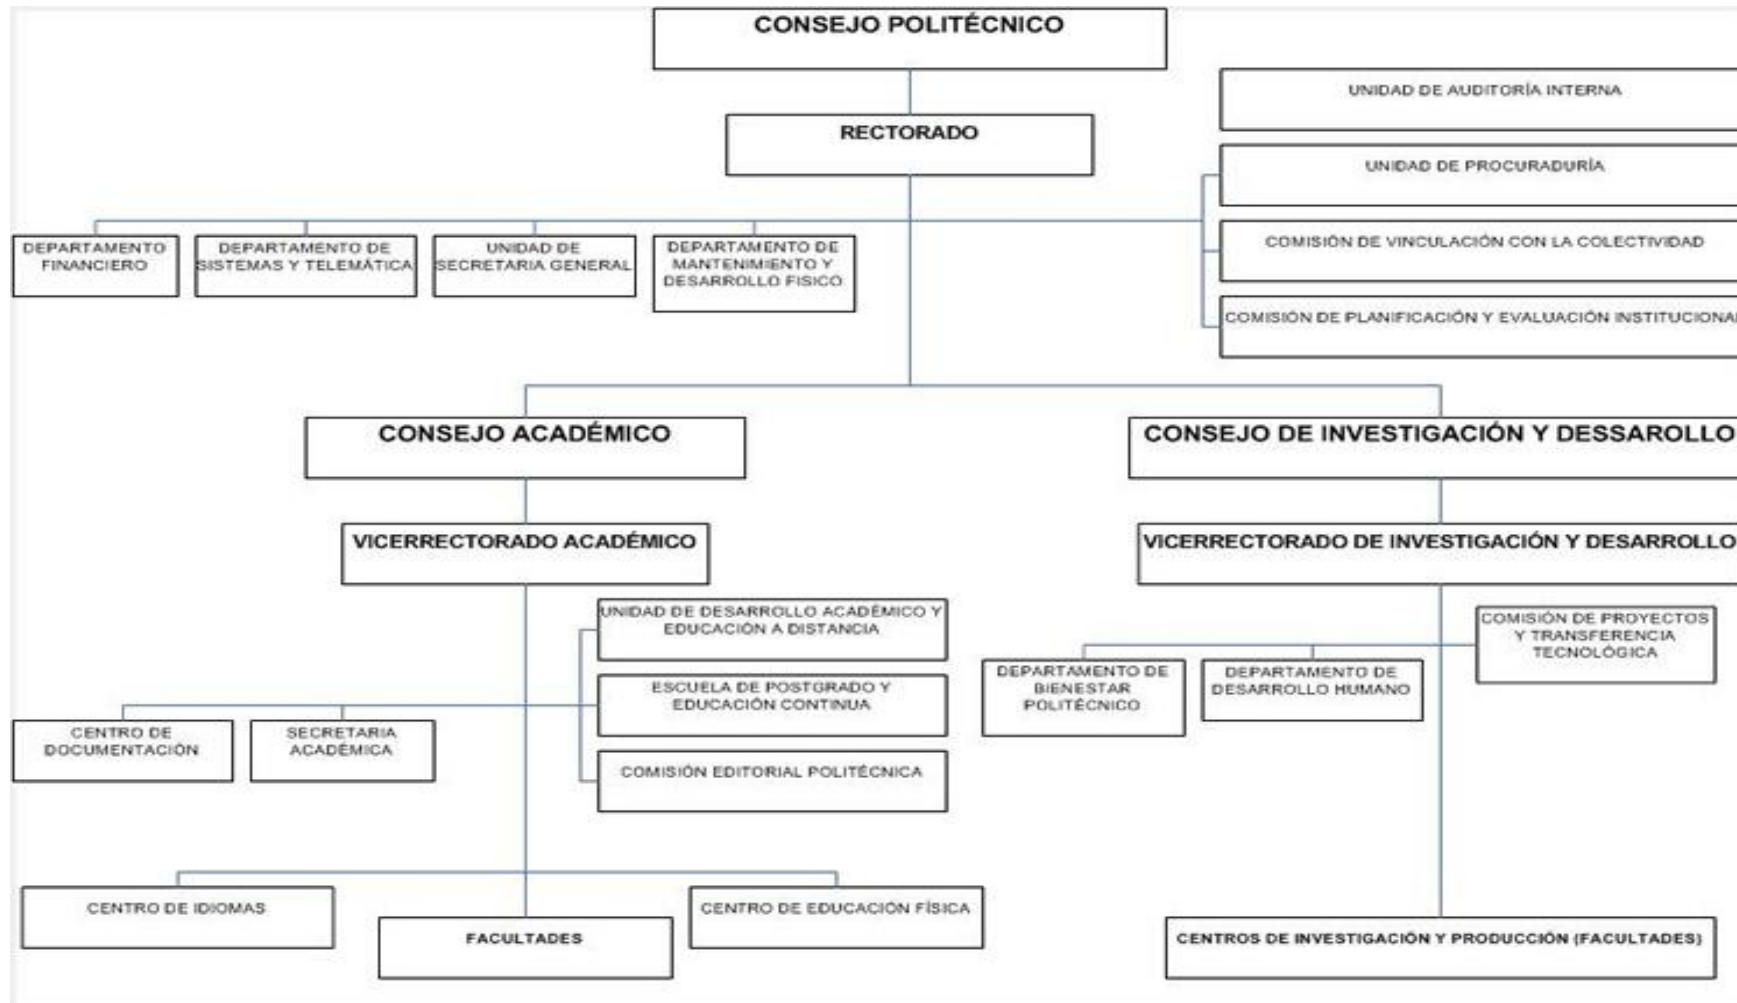 CONSEJO POLITÉCNICO
RECTORADO
UNIDAD DE AUDITORÍA INTERNA
UNIDAD DE PROCURADURÍA
COMISIÓN DE VINCULACIÓN CON LA COLECTIVIDAD
COMISIÓN DE PLANIFICACIÓN Y EVALUACIÓN INSTITUCIONAL
DEPARTAMENTO
FINANCIERO
DEPARTAMENTO DE
SISTEMAS Y TELEMÁTICA
UNIDAD DE
SECRETARIA GENERAL
DEPARTAMENTO DE
MANTENIMIENTO Y
DESARROLLO FISICO
CONSEJO ACADÉMICO
CONSEJO DE INVESTIGACIÓN Y DESSAROLLO
VICERRECTORADO ACADÉMICO
VICERRECTORADO DE INVESTIGACIÓN Y DESARROLLO
UNIDAD DE DESARROLLO ACADÉMICO Y
EDUCACIÓN A DISTANCIA
ESCUELA DE POSTGRADO Y
EDUCACIÓN CONTINUA
COMISIÓN EDITORIAL POLITÉCNICA
CENTRO DE
DOCUMENTACIÓN
SECRETARIA
ACADÉMICA
COMISIÓN DE PROYECTOS
Y TRANSFERENCIA
TECNOLÓGICA
DEPARTAMENTO DE
BIENESTAR
POLITÉCNICO
DEPARTAMENTO DE
DESARROLLO HUMANO
CENTRO DE IDIOMAS
FACULTADES
CENTRO DE EDUCACIÓN FÍSICA
CENTROS DE INVESTIGACIÓN Y PRODUCCIÓN (FACULTADES)